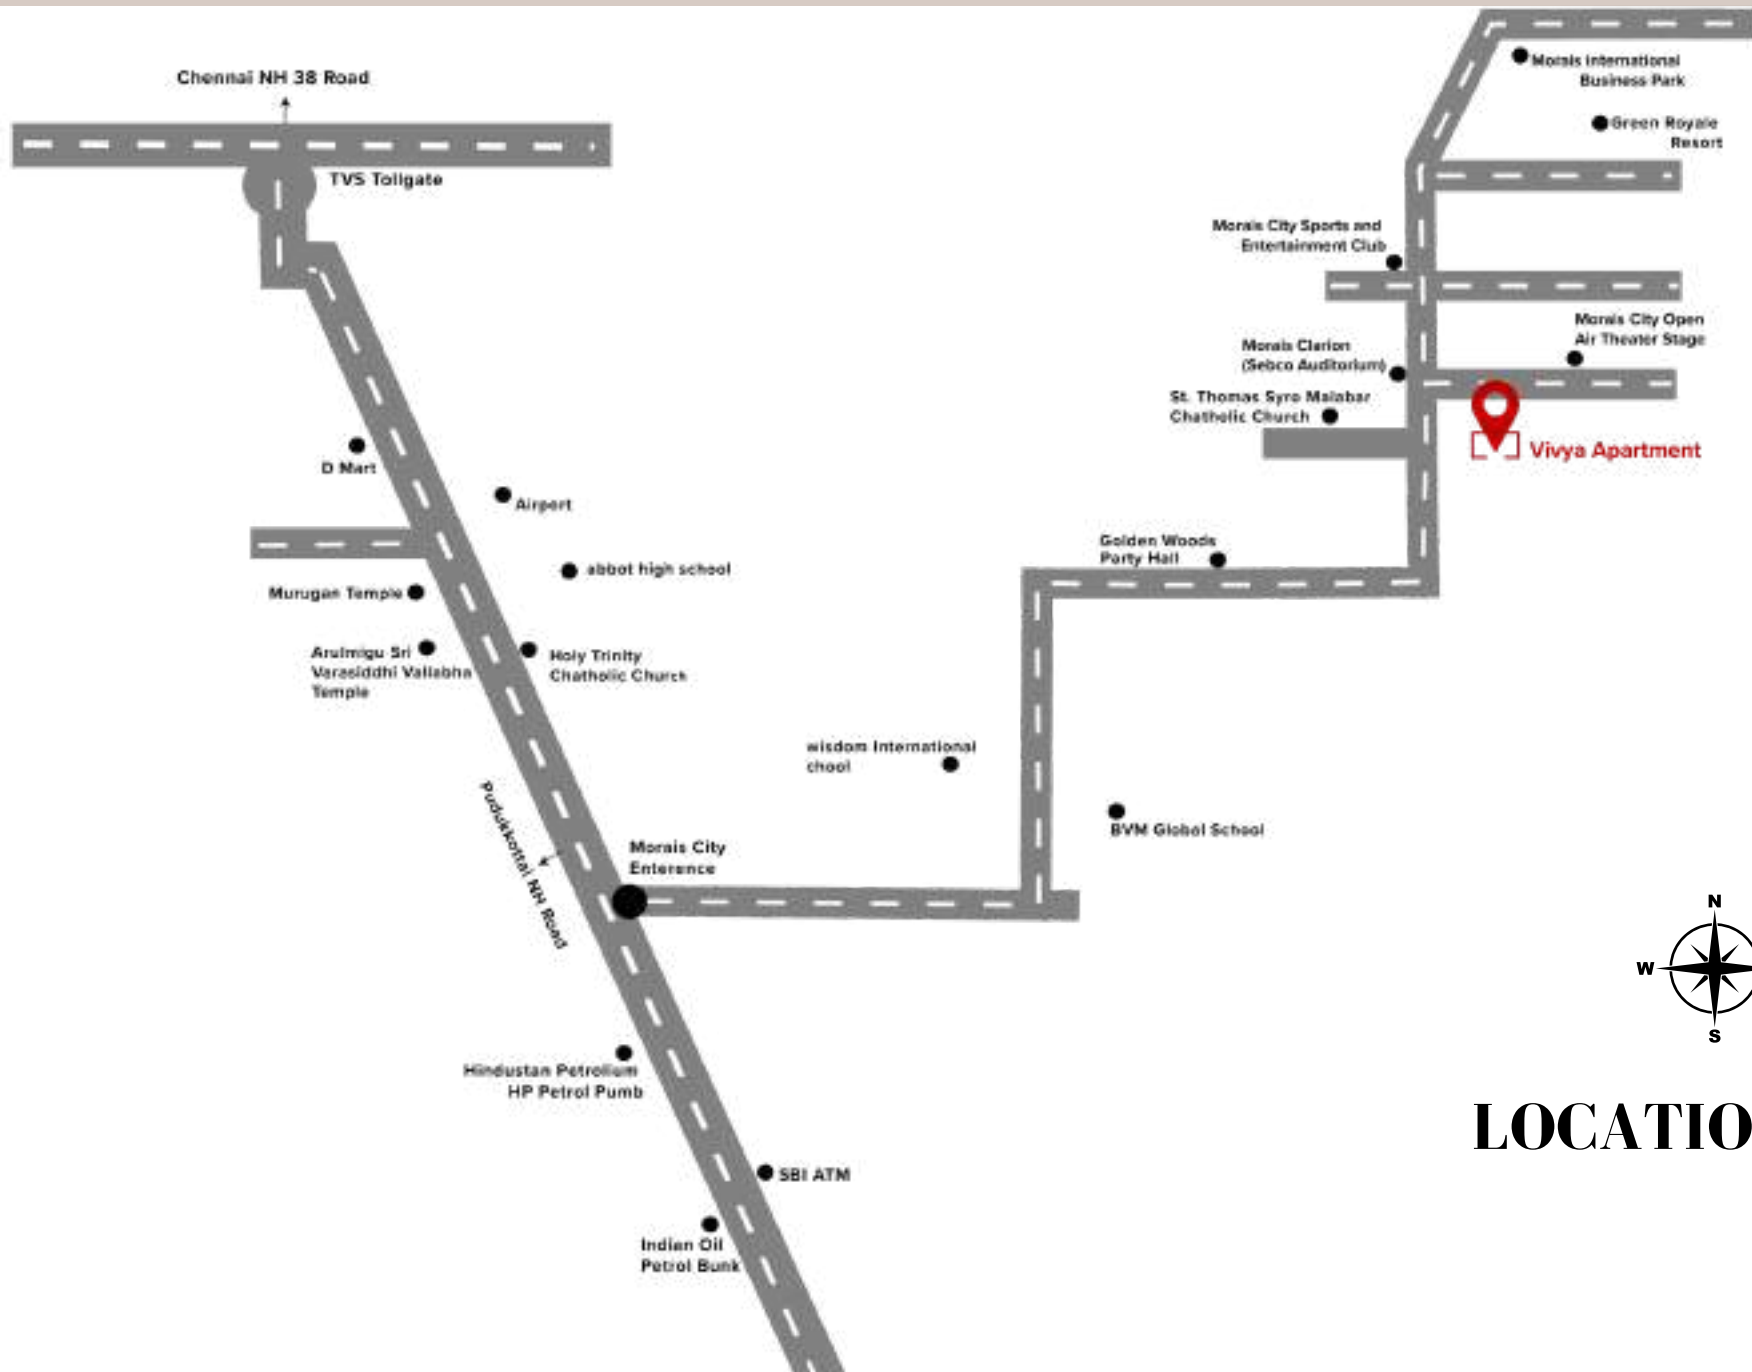 Chennai NH 38 Road
TVS Tollgate
Morais International
Business Park
Green Royale
Resort
Morais City Sports and
Entertainment Club
Morais City Open
Air Theater Stage
Morais Clarion
(Sebco Auditorium)
St. Thomas Syro Malabar
Chatholic Church
Vivya Apartment
D Mart
Airport
abbot high school
Golden Woods
Party Hall
Murugan Temple
Arulmigu Sri
Varasiddhi Vallabha
Temple
Holy Trinity
Chatholic Church
wisdom International
chool
BVM Global School
Pudukkottai NH Road
Morais City
Enterence
N
W
S
Hindustan Petrolium
HP Petrol Pumb
LOCATIO
SBI ATM
Indian Oil
Petrol Bunk